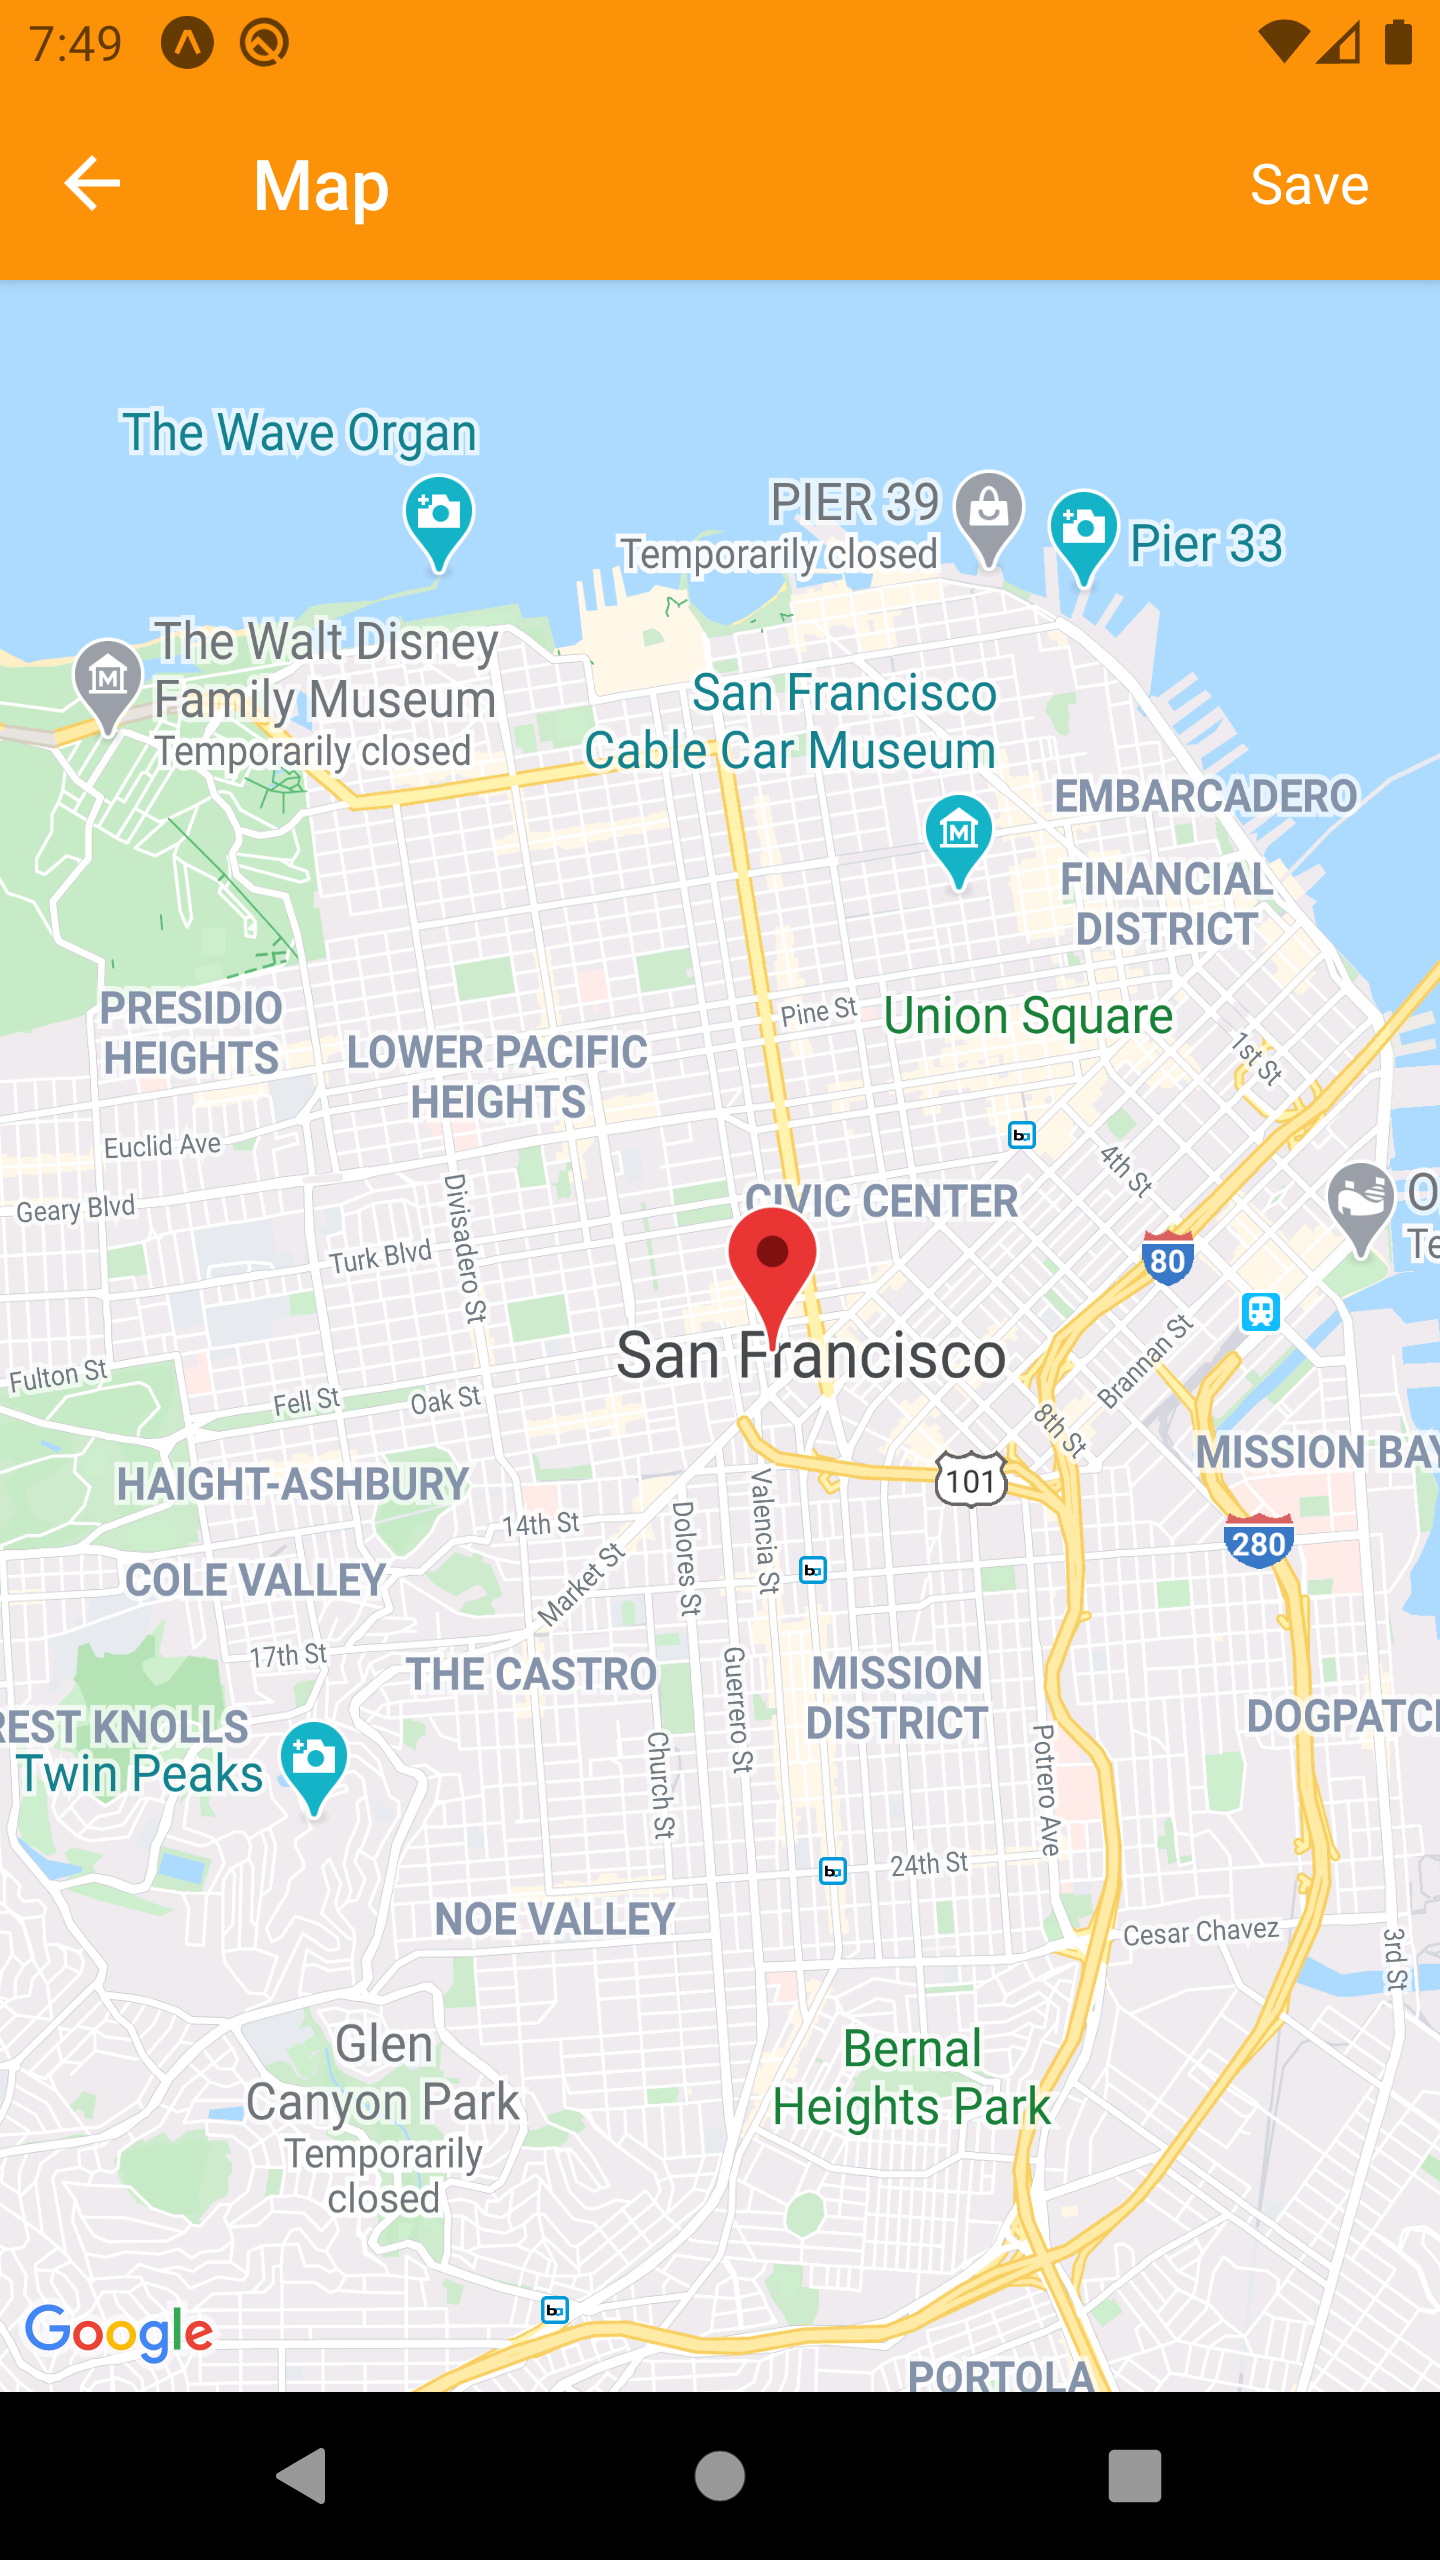 7:49
Map
Save
The Wave Organ
PIER 39
Temporarily closed
Pier 33
The Walt Disney
Family Museum
Temporarily closed
San Francisco
Cable Car Museum
EMBARCADERO
FINANCIAL
DISTRICT
PRESIDIO
HEIGHTS
LOWER PACIFIC
HEIGHTS
Pine St
Union Square
1st St
Euclid Ave
4th St
Geary Blvd
Divisadero St
CIVIC CENTER
O
Te
Turk Blvd
80
San Francisco
Brannan St
Fulton St
Fell St
Oak St
8th St
MISSION BAY
HAIGHT-ASHBURY
101
14th St
Dolores St
Valencia St
280
COLE VALLEY
Market St
17th St
THE CASTRO
Guerrero St
MISSION
DISTRICT
REST KNOLLS
DOGPATC
Twin Peaks
Church St
Potrero Ave
24th St
NOE VALLEY
Cesar Chavez
3rd St
Glen
Canyon Park
Temporarily
closed
Bernal
Heights Park
Google
PORTOLA